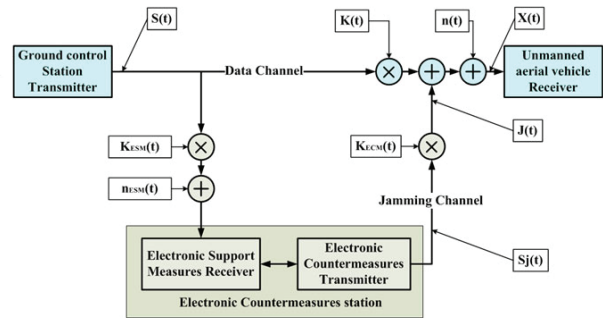 S(t)
K(t)
n(t)
X(t)
Ground control
Station
Transmitter
Data Channel
Unmanned
aerial vehicle
Receiver
J(t)
KESM(t)
KECM(t)
nESM(t)
Jamming Channel
Electronic Support
Measures Receiver
Electronic
Countermeasures
Transmitter
Sj(t)
Electronic Countermeasures station